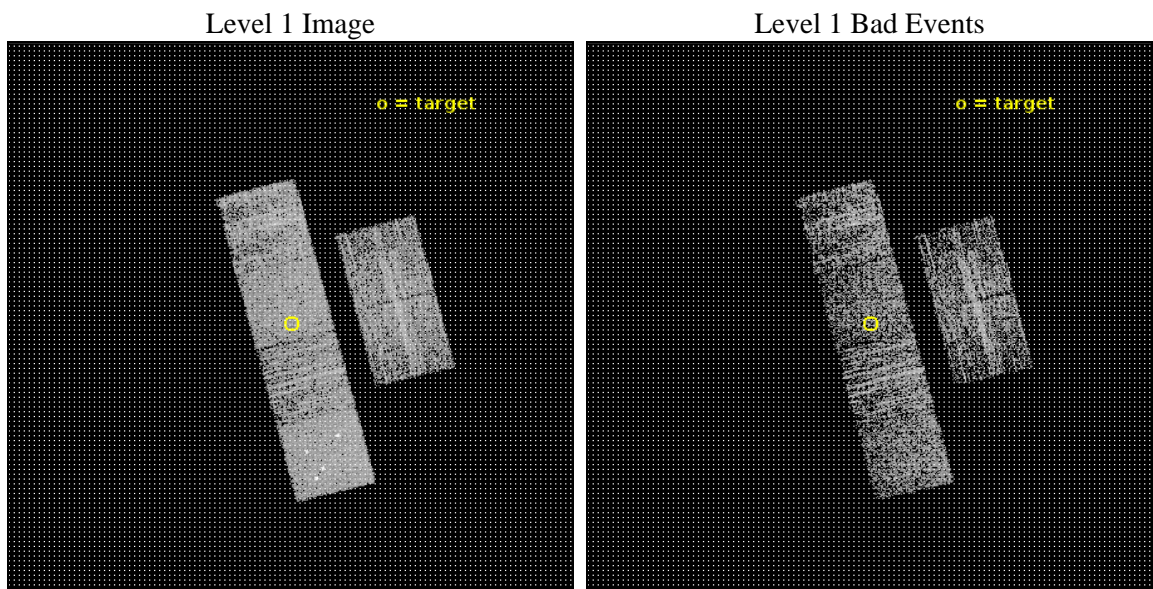 Level 1 Image
Level 1 Bad Events
o = target
o = target